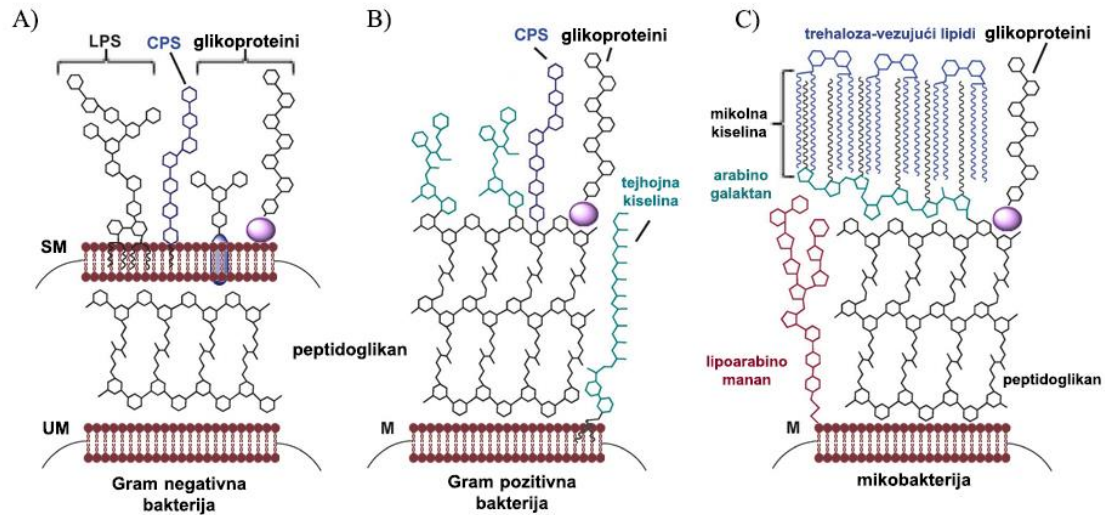 A)
LPS
CPS
glikoproteini
SM
UM
Gram negativna
bakterija
peptidoglikan
B)
CPS
glikoproteini
tejhojna
kiselina
M
Gram pozitivna
bakterija
C)
trehaloza-vezujući lipidi
glikoproteini
mikolna
kiselina
arabino
galaktan
lipoarabino
manan
peptidoglikan
M
mikobakterija